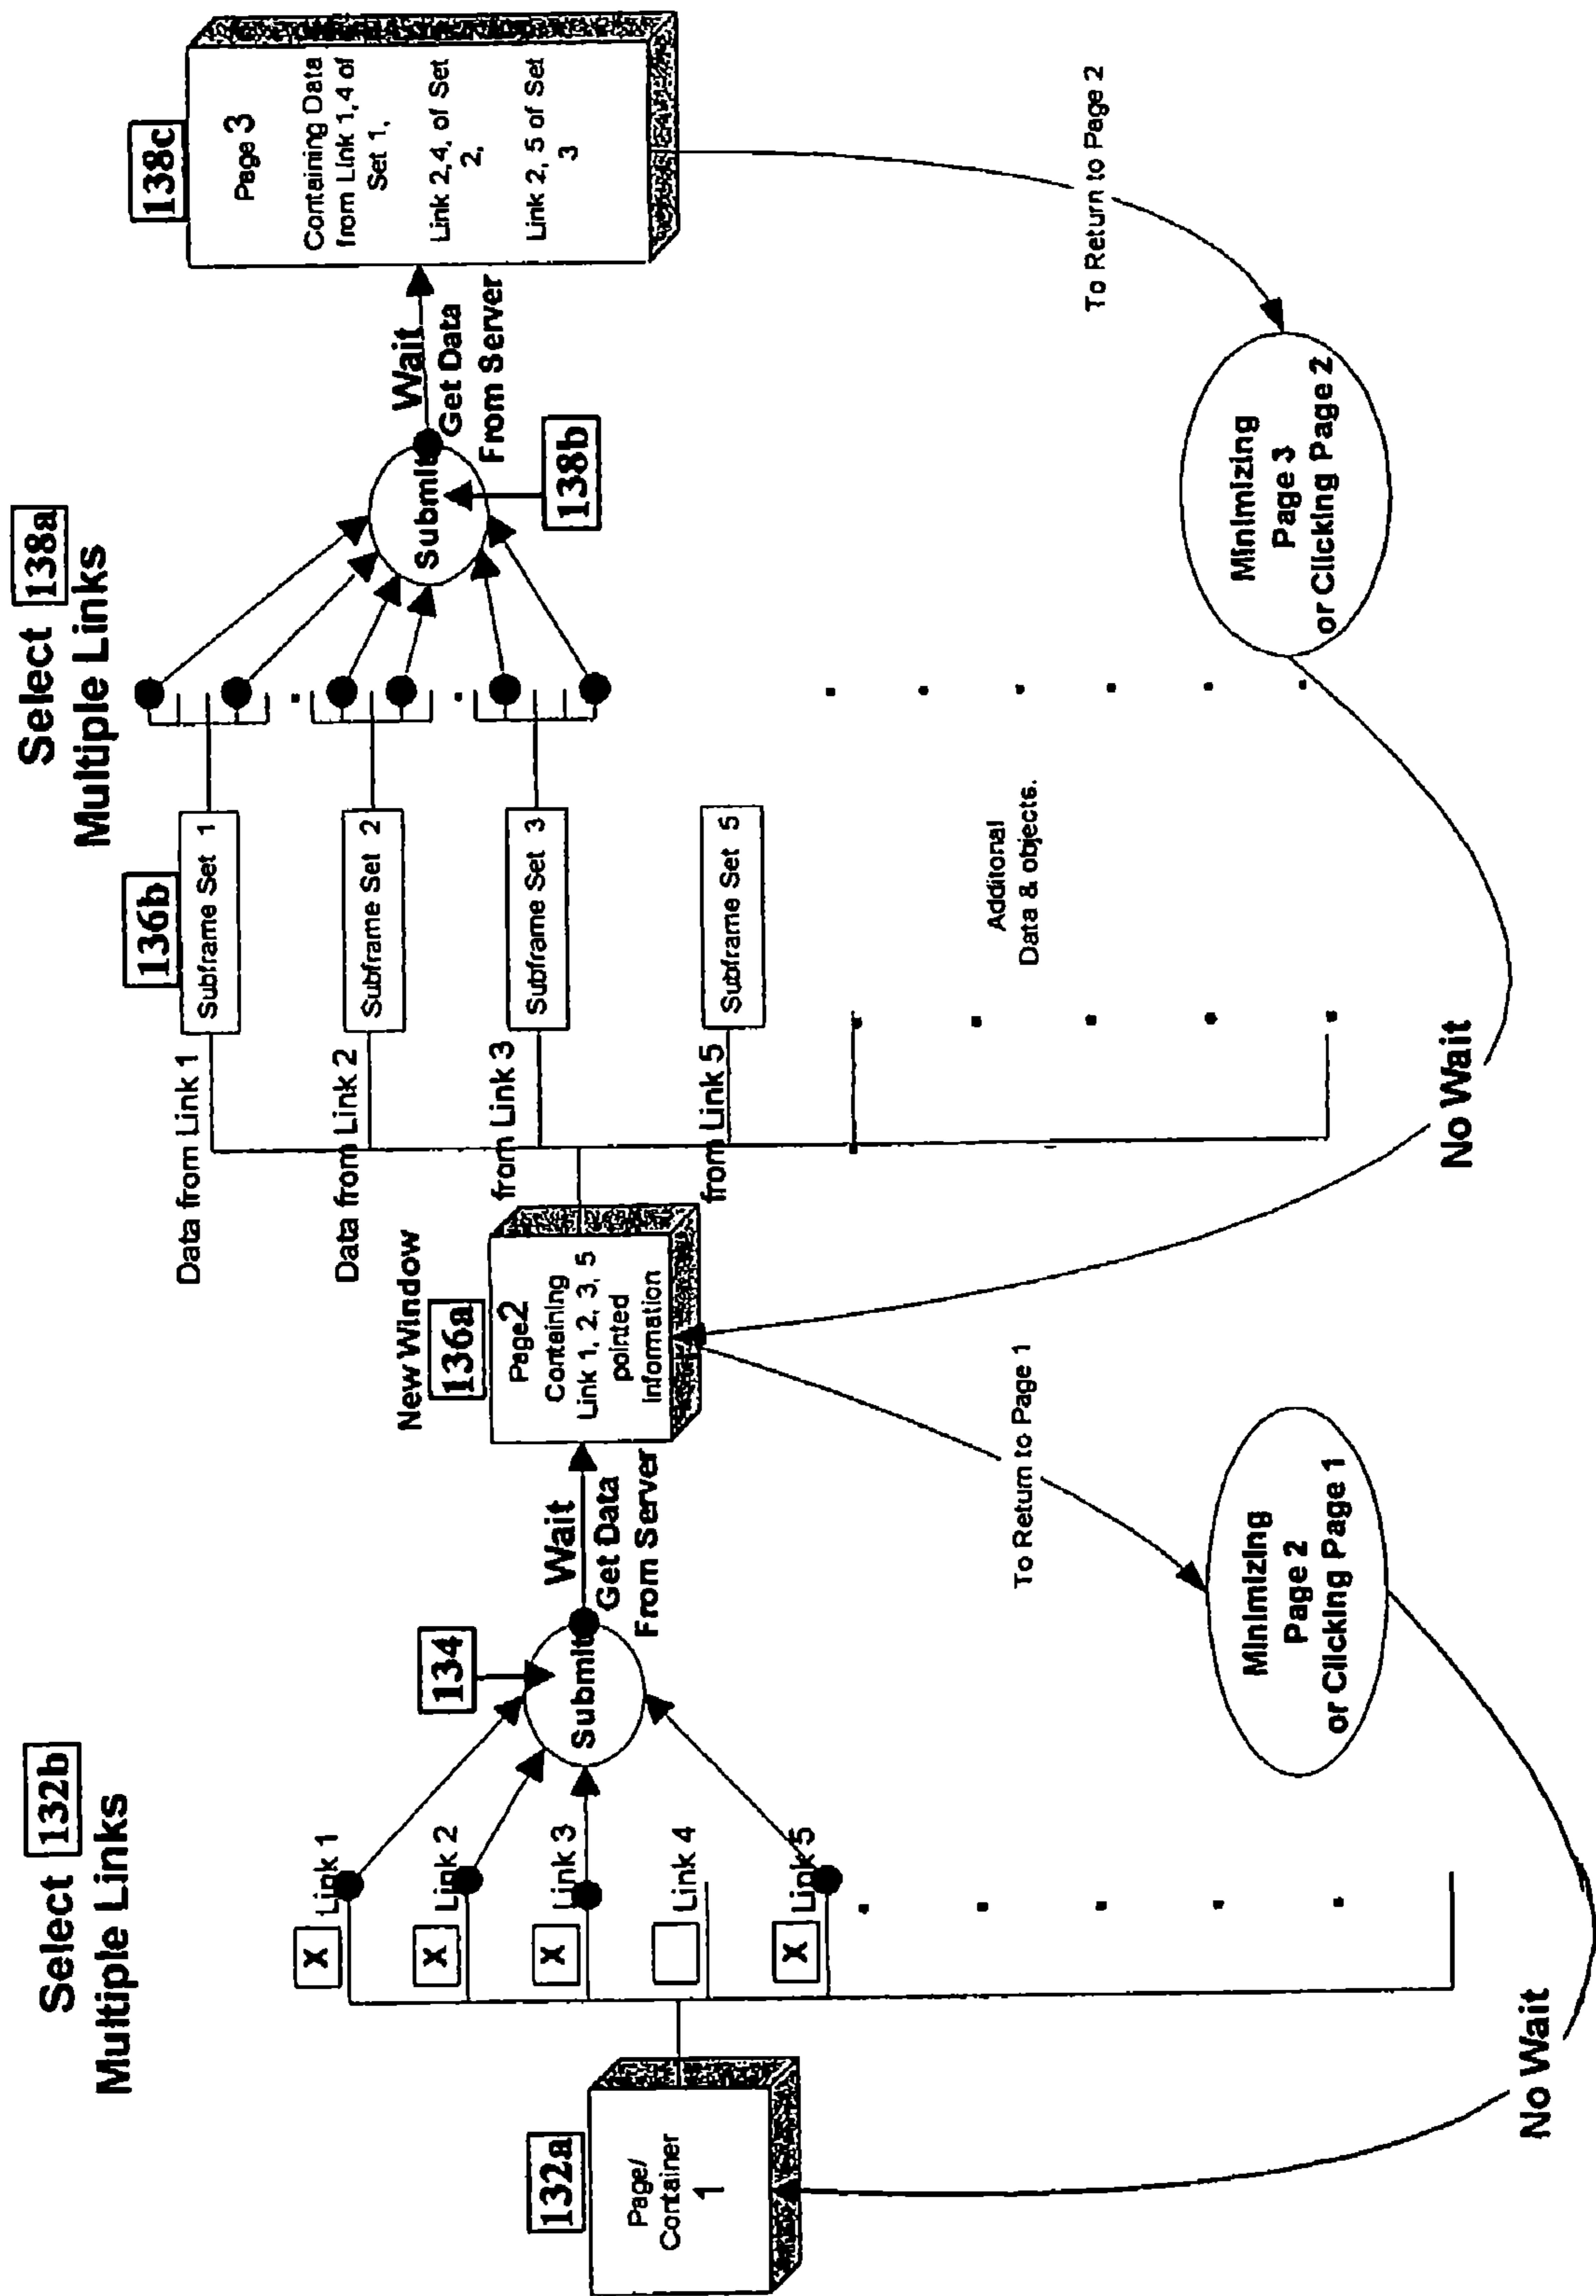 Select 132b
Multiple Links
132a
Page/
Container
1
X Link 1
X Link 2
X Link 3
Link 4
X Link 5
134
Submit
Wait
Get Data
From Server
New Window
136a
Page2
Containing
Link 1, 2, 3, 5
pointed
Information
To Return to Page 1
Minimizing
Page 2
or Clicking Page 1
No Wait
Data from Link 1
Data from Link 2
from Link 3
from Link 5
136b
Subframe Set 1
Subframe Set 2
Subframe Set 3
Subframe Set 5
Additonal
Data & objects.
Select 138a
Multiple Links
Submit
138b
Wait
Get Data
From Server
138c
Page 3
Containing Data
from Link 1,4 of
Set 1,
Link 2,4, of Set
2,
Link 2, 5 of Set
3
To Return to Page 2
Minimizing
Page 3
or Clicking Page 2
No Wait